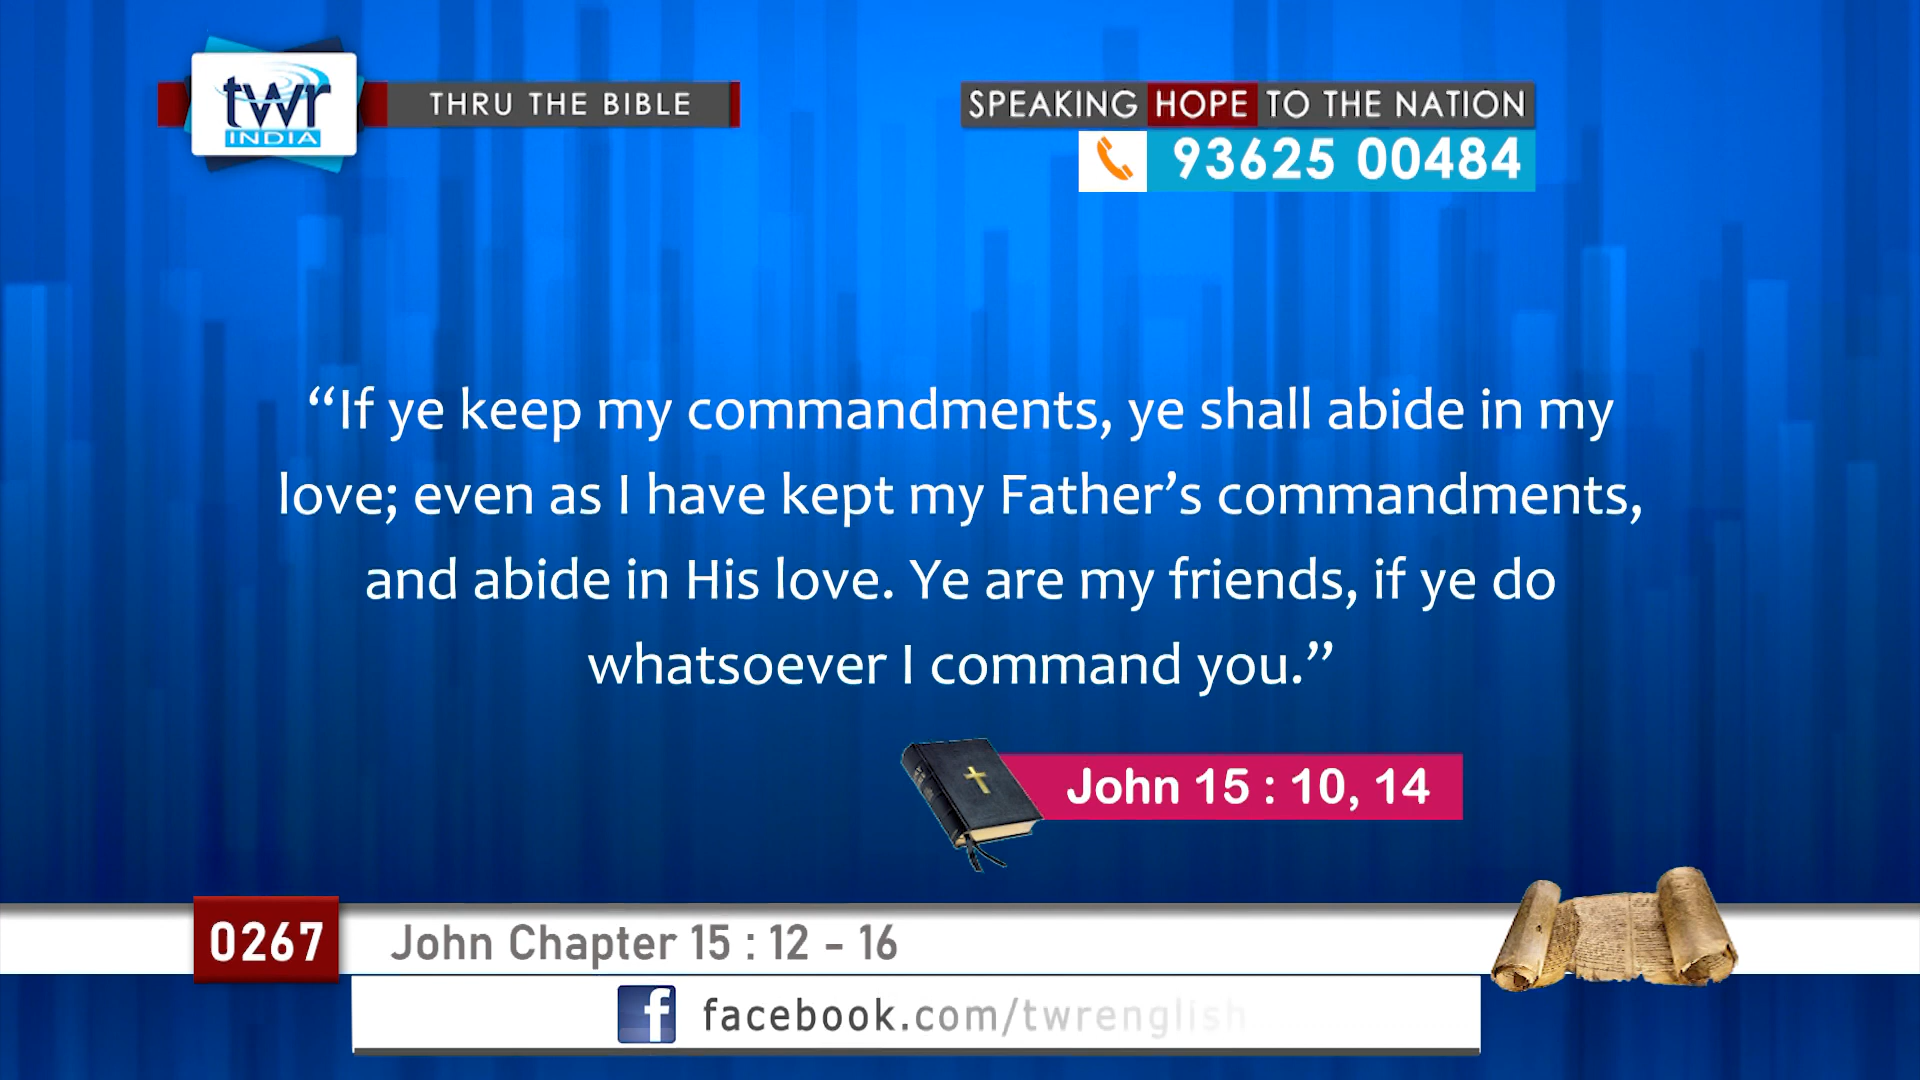 twr
INDIA
THRU THE BIBLE
SPEAKING HOPE TO THE NATION
93625 00484
“If ye keep my commandments, ye shall abide in my
love; even as I have kept my Father’s commandments,
and abide in His love. Ye are my friends, if ye do
whatsoever I command you.”
John 15 : 10, 14
0267
John Chapter 15 : 12 - 16
facebook.com/twrenglish